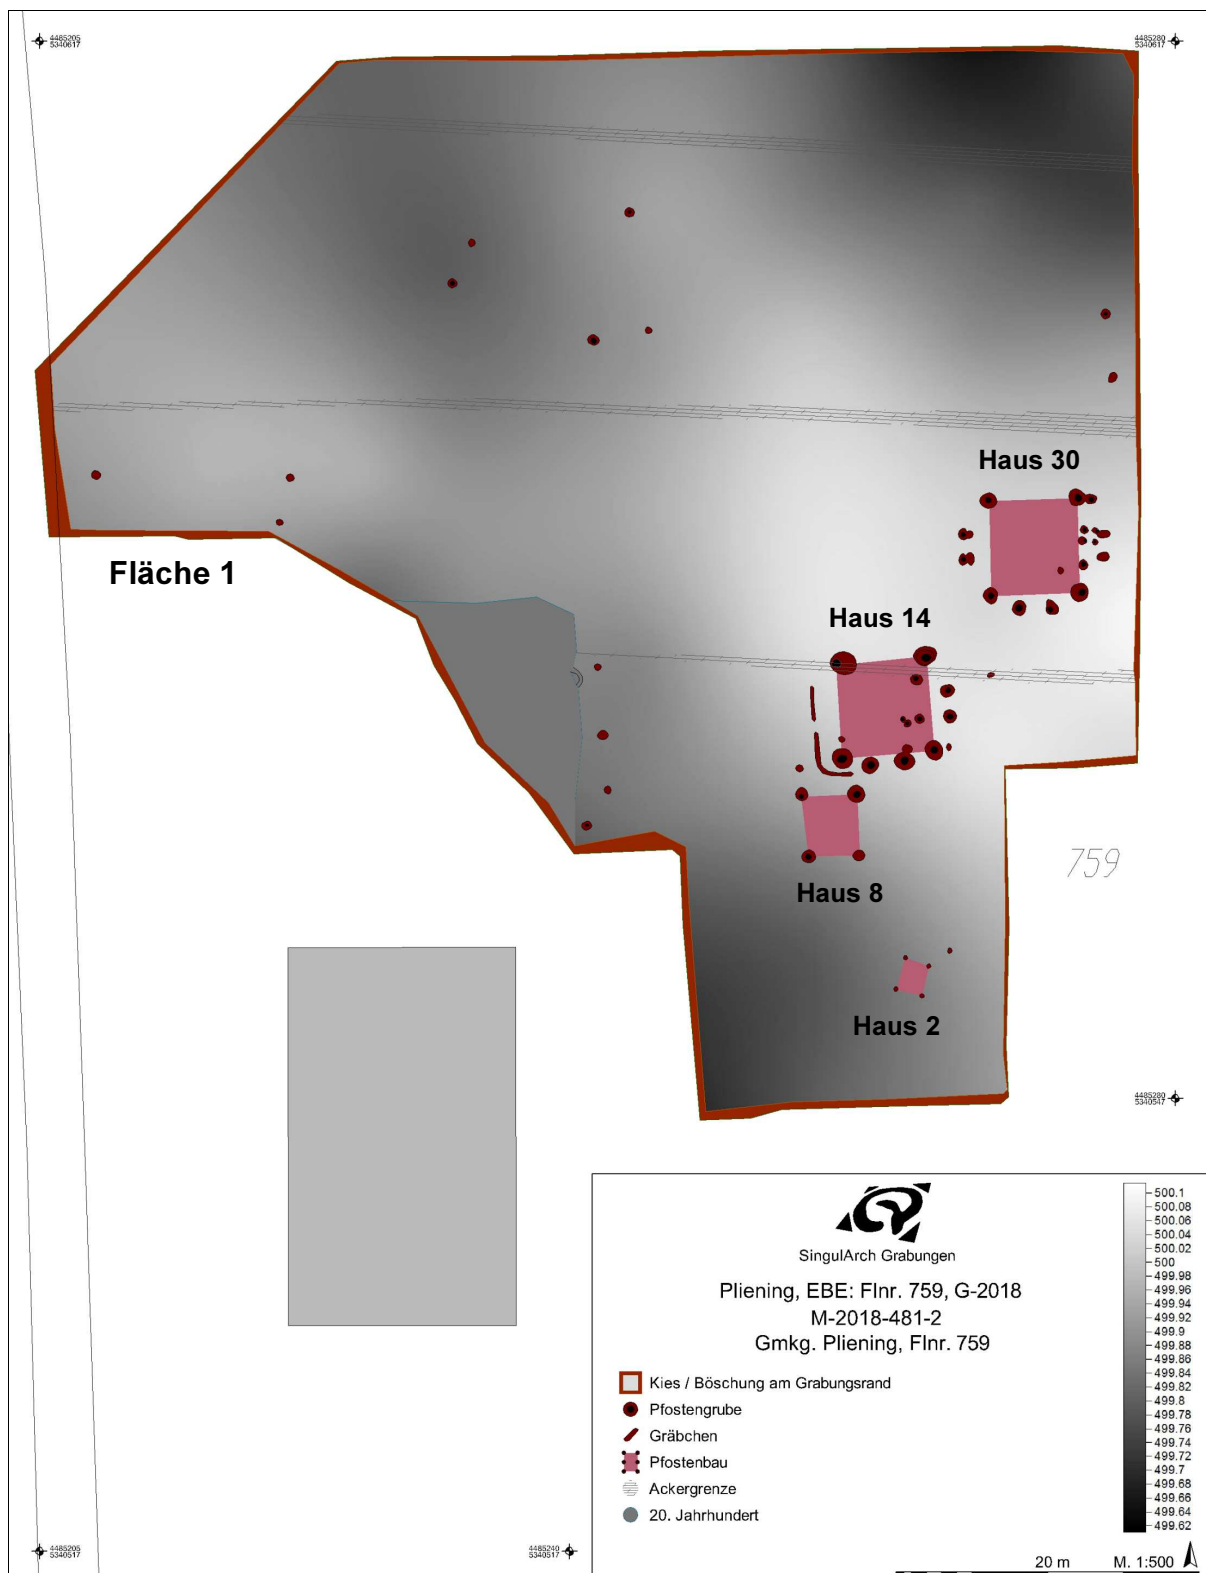 4485205
5340617
4485280
5340617
Haus 30
Fläche 1
Haus 14
759
Haus 8
Haus 2
4485280
5340547
SingulArch Grabungen
Pliening, EBE: Flnr. 759, G-2018
M-2018-481-2
Gmkg. Pliening, Flnr. 759
Kies / Böschung am Grabungsrand
Pfostengrube
Gräbchen
Pfostenbau
Ackergrenze
20. Jahrhundert
500.1
500.08
500.06
500.04
500.02
500
499.98
499.96
499.94
499.92
499.9
499.88
499.86
499.84
499.82
499.8
499.78
499.76
499.74
499.72
499.7
499.68
499.66
499.64
499.62
4485205
5340517
4485240
5340517
20 m M. 1:500